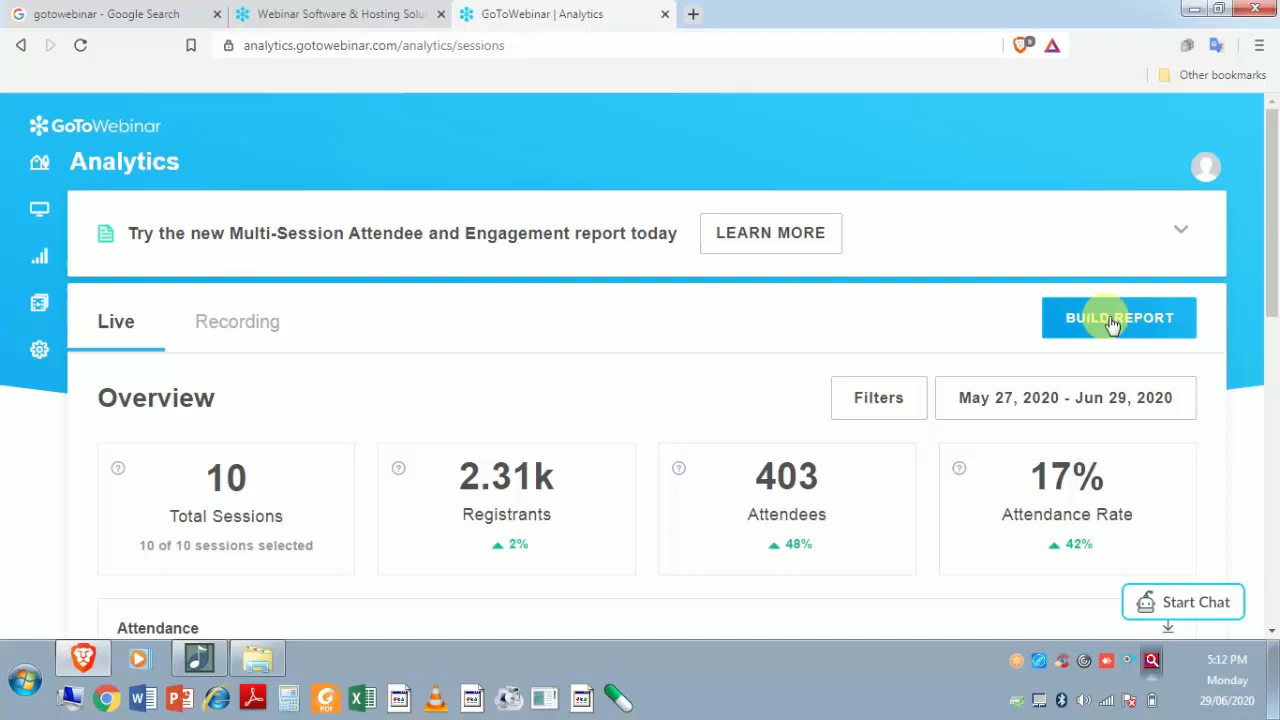 gotowebinar - Google Search
Webinar Software & Hosting Solu
GoToWebinar | Analytics
analytics.gotowebinar.com/analytics/sessions
Other bookmarks
GoToWebinar
Analytics
Try the new Multi-Session Attendee and Engagement report today
LEARN MORE
Live
Recording
BUILD REPORT
Overview
Filters
May 27, 2020 - Jun 29, 2020
10
Total Sessions
10 of 10 sessions selected
2.31k
Registrants
2%
403
Attendees
48%
17%
Attendance Rate
42%
Start Chat
Attendance
5:12 PM
Monday
29/06/2020